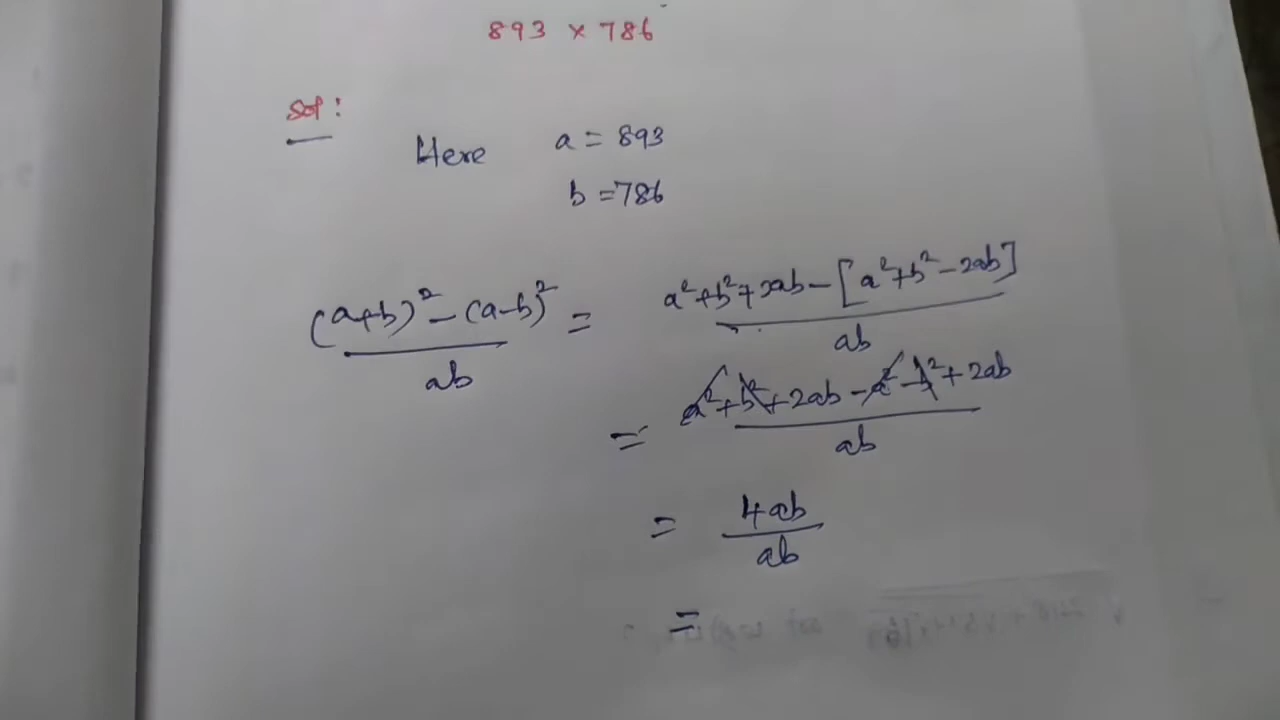 893 × 786
Sol :
Here a = 893
b = 786
(a+b)² - (a-b)² / ab = a²+b²+2ab - [a²+b²-2ab] / ab
= a²+b²+2ab - a² - b² + 2ab / ab
= 4ab / ab
=